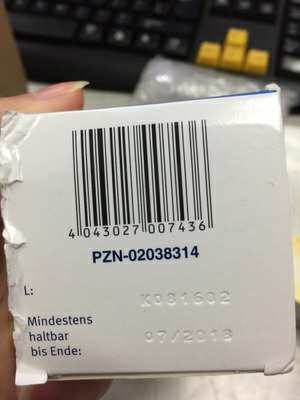 4 043027 007436
PZN-02038314
L: K081602
Mindestens
haltbar 07/2018
bis Ende: